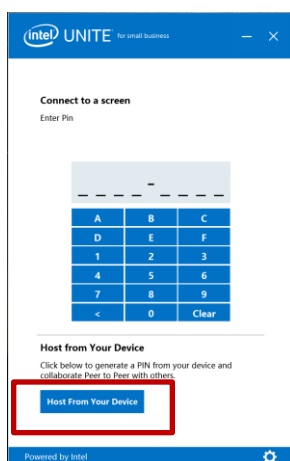 intel UNITE for small business
Connect to a screen
Enter Pin
_ _ _ _ - _ _ _ _
A B C
D E F
1 2 3
4 5 6
7 8 9
< 0 Clear
Host from Your Device
Click below to generate a PIN from your device and
collaborate Peer to Peer with others.
Host From Your Device
Powered by Intel